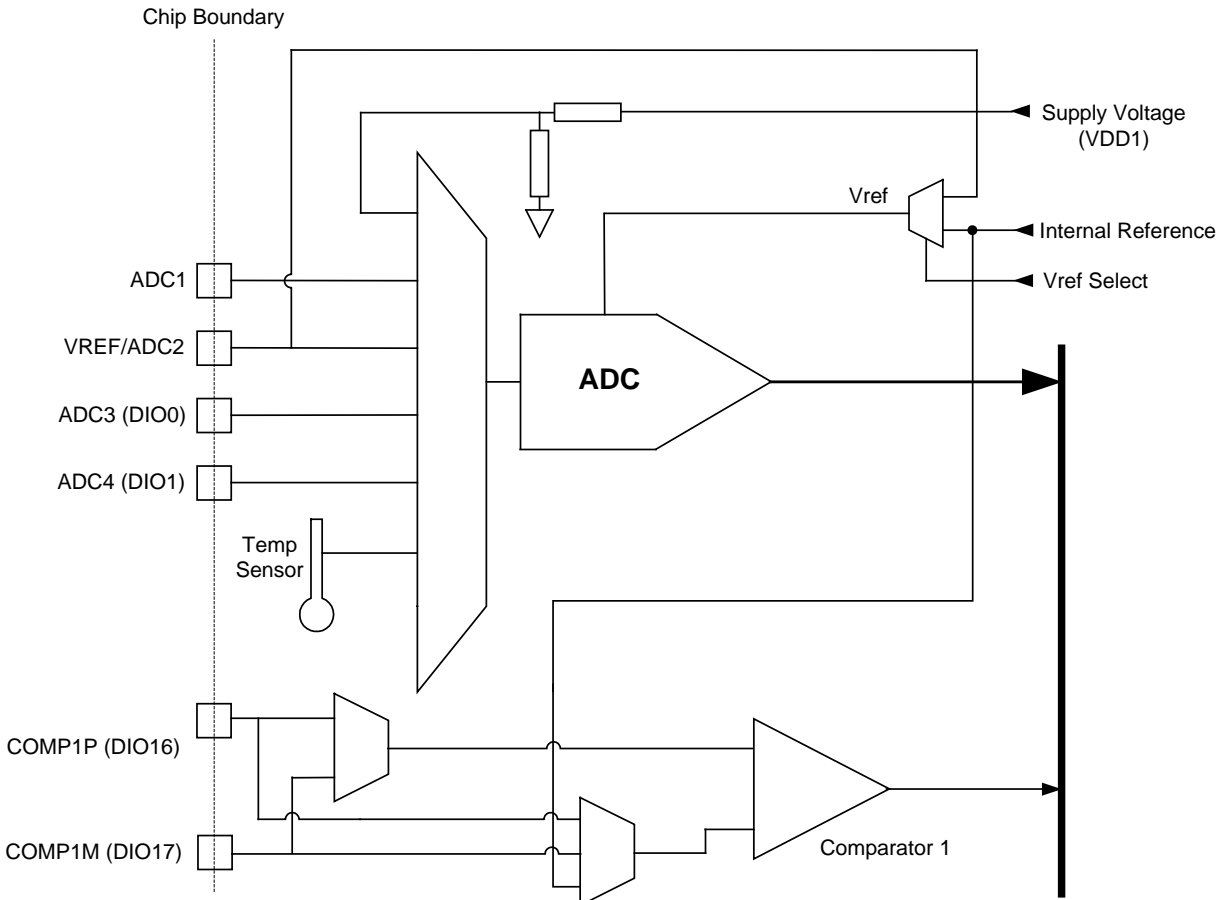 Chip Boundary
Supply Voltage
(VDD1)
Vref
Internal Reference
ADC1
Vref Select
VREF/ADC2
ADC
ADC3 (DIO0)
ADC4 (DIO1)
Temp
Sensor
COMP1P (DIO16)
COMP1M (DIO17)
Comparator 1